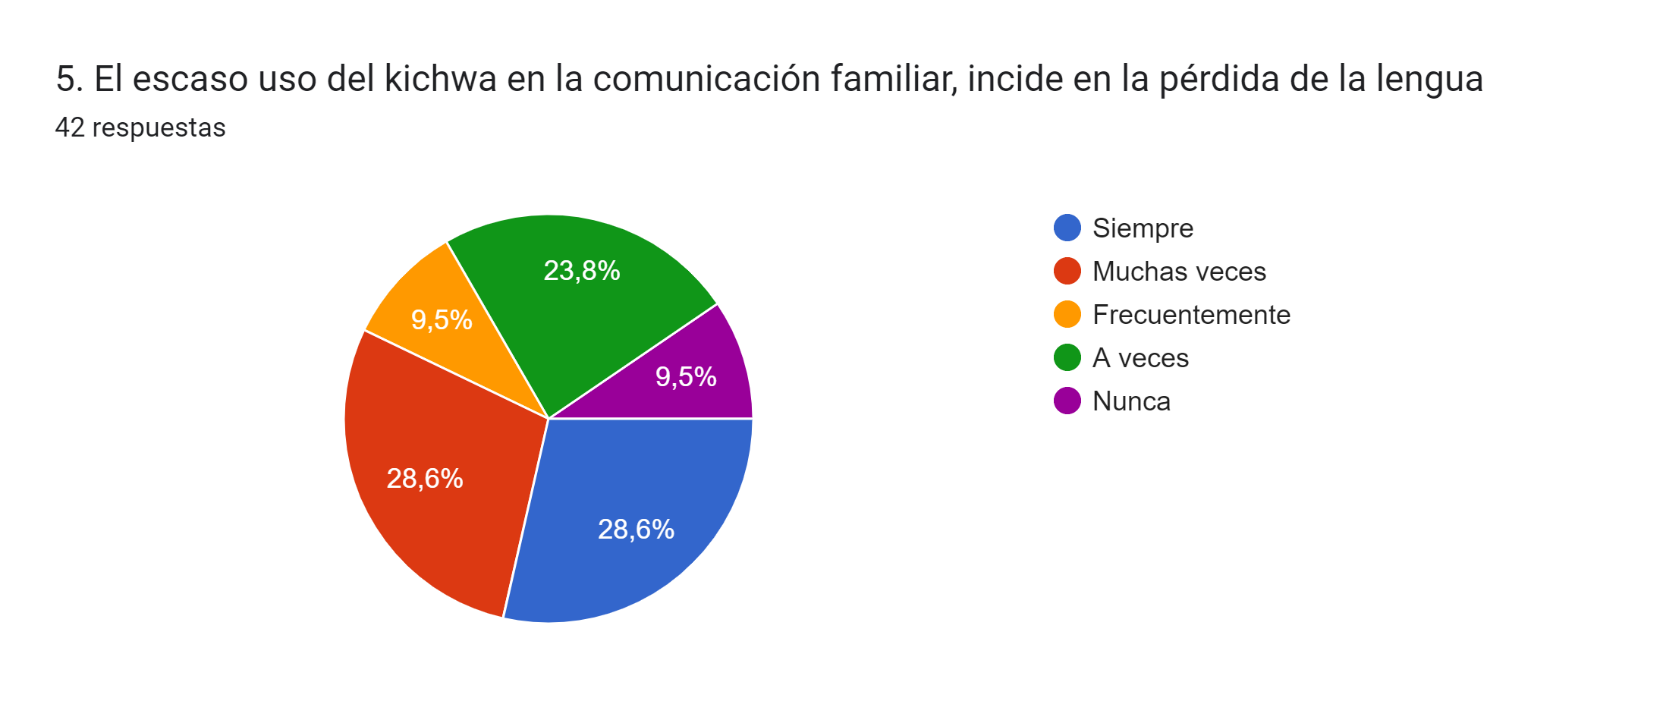 5. El escaso uso del kichwa en la comunicación familiar, incide en la pérdida de la lengua
42 respuestas
23,8%
9,5%
9,5%
28,6%
28,6%
Siempre
Muchas veces
Frecuentemente
A veces
Nunca